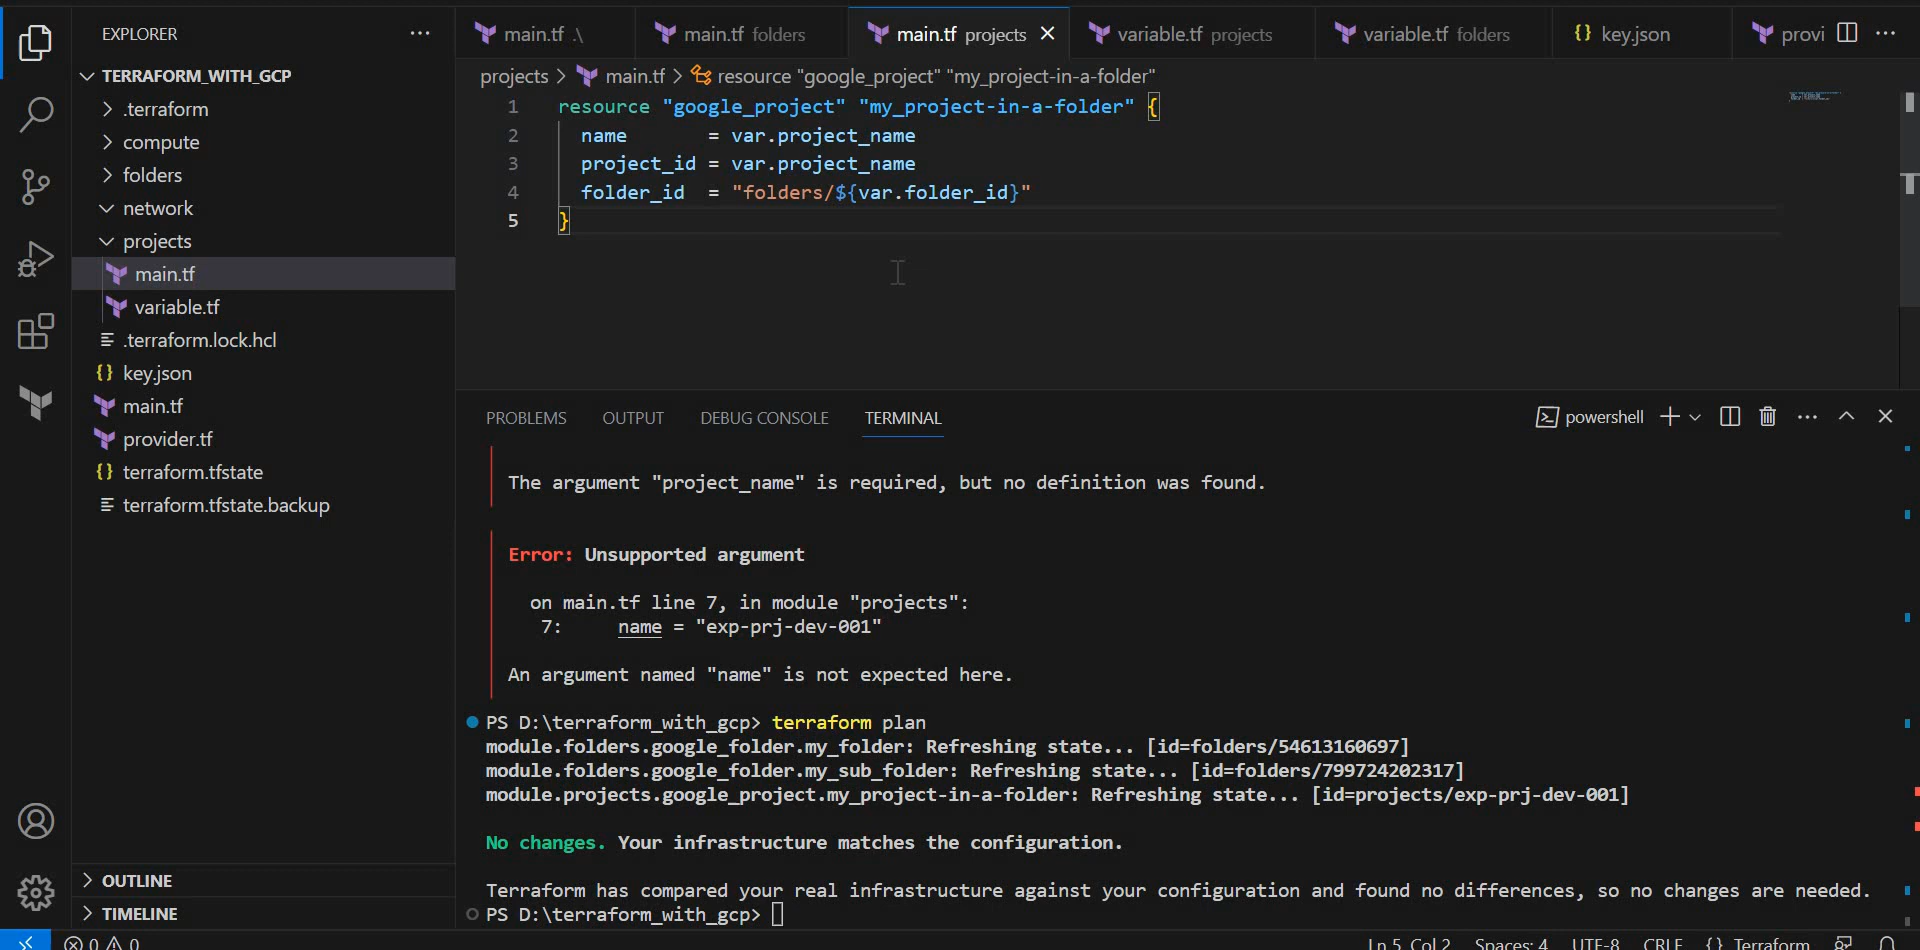 EXPLORER
TERRAFORM_WITH_GCP
.terraform
compute
folders
network
projects
main.tf
variable.tf
.terraform.lock.hcl
key.json
main.tf
provider.tf
terraform.tfstate
terraform.tfstate.backup
OUTLINE
TIMELINE
main.tf .\
main.tf folders
main.tf projects
variable.tf projects
variable.tf folders
key.json
provi
projects > main.tf > resource "google_project" "my_project-in-a-folder"
1 resource "google_project" "my_project-in-a-folder" {
2 name = var.project_name
3 project_id = var.project_name
4 folder_id = "folders/${var.folder_id}"
5 }
PROBLEMS OUTPUT DEBUG CONSOLE TERMINAL
powershell
The argument "project_name" is required, but no definition was found.
Error: Unsupported argument
on main.tf line 7, in module "projects":
7: name = "exp-prj-dev-001"
An argument named "name" is not expected here.
PS D:\terraform_with_gcp> terraform plan
module.folders.google_folder.my_folder: Refreshing state... [id=folders/54613160697]
module.folders.google_folder.my_sub_folder: Refreshing state... [id=folders/799724202317]
module.projects.google_project.my_project-in-a-folder: Refreshing state... [id=projects/exp-prj-dev-001]
No changes. Your infrastructure matches the configuration.
Terraform has compared your real infrastructure against your configuration and found no differences, so no changes are needed.
PS D:\terraform_with_gcp>
0 0
Ln 5, Col 2 Spaces: 4 UTF-8 CRLF {} Terraform